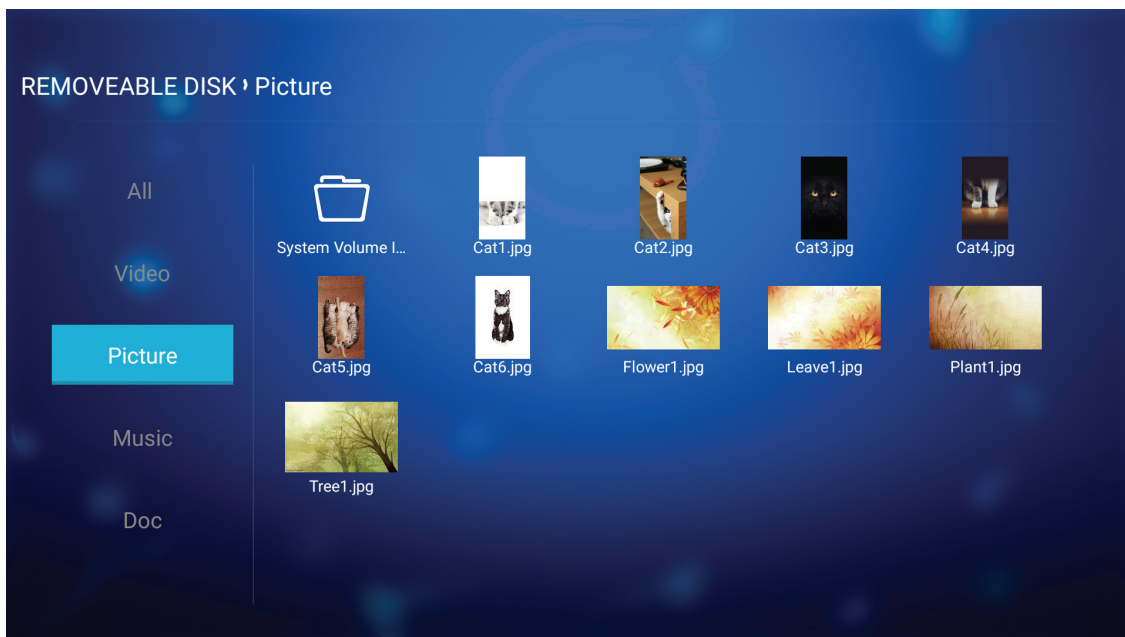 REMOVEABLE DISK › Picture
All
Video
Picture
Music
Doc
System Volume I...
Cat1.jpg
Cat2.jpg
Cat3.jpg
Cat4.jpg
Cat5.jpg
Cat6.jpg
Flower1.jpg
Leave1.jpg
Plant1.jpg
Tree1.jpg